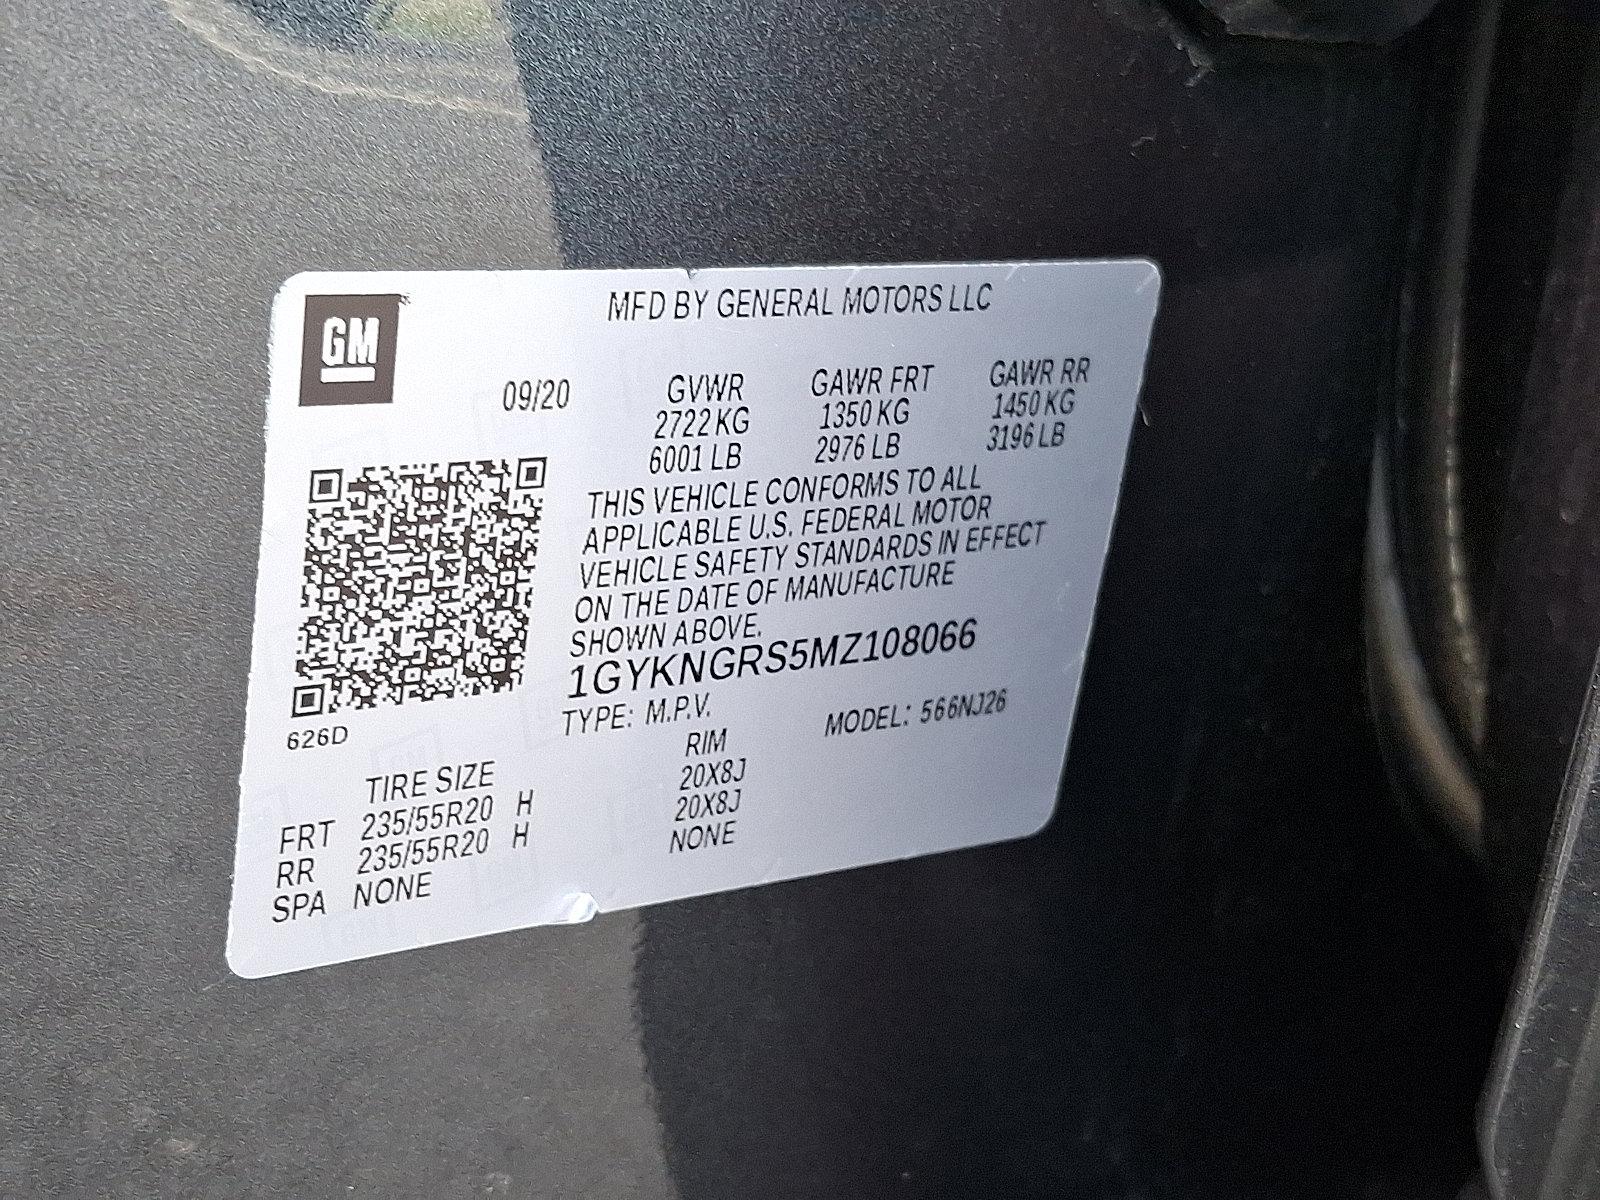 GM
MFD BY GENERAL MOTORS LLC
09/20 GVWR GAWR FRT GAWR RR
2722 KG 1350 KG 1450 KG
6001 LB 2976 LB 3196 LB
THIS VEHICLE CONFORMS TO ALL
APPLICABLE U.S. FEDERAL MOTOR
VEHICLE SAFETY STANDARDS IN EFFECT
ON THE DATE OF MANUFACTURE
SHOWN ABOVE.
1GYKNGRS5MZ108066
TYPE: M.P.V. MODEL: 566NJ26
626D
TIRE SIZE RIM
FRT 235/55R20 H 20X8J
RR 235/55R20 H 20X8J
SPA NONE NONE